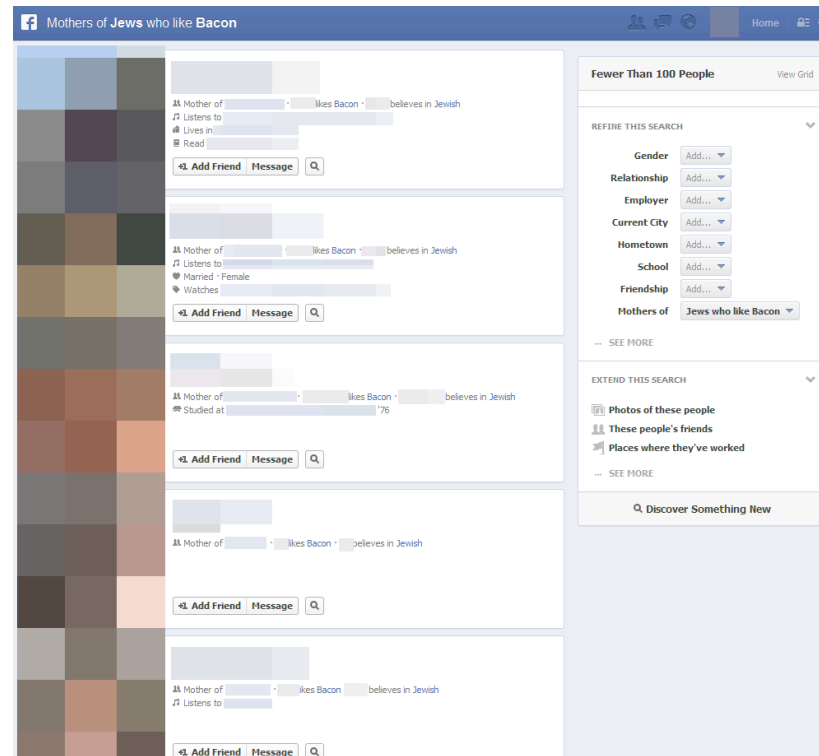 f Mothers of Jews who like Bacon
Home
Mother of · likes Bacon · believes in Jewish
Listens to
Lives in
Read
+1 Add Friend Message
Mother of · likes Bacon · believes in Jewish
Listens to
Married · Female
Watches
+1 Add Friend Message
Mother of · likes Bacon · believes in Jewish
Studied at '76
+1 Add Friend Message
Mother of · likes Bacon · believes in Jewish
+1 Add Friend Message
Mother of · ikes Bacon believes in Jewish
Listens to
+1 Add Friend Message
Fewer Than 100 People View Grid
REFINE THIS SEARCH
Gender Add...
Relationship Add...
Employer Add...
Current City Add...
Hometown Add...
School Add...
Friendship Add...
Mothers of Jews who like Bacon
... SEE MORE
EXTEND THIS SEARCH
Photos of these people
These people's friends
Places where they've worked
... SEE MORE
Discover Something New